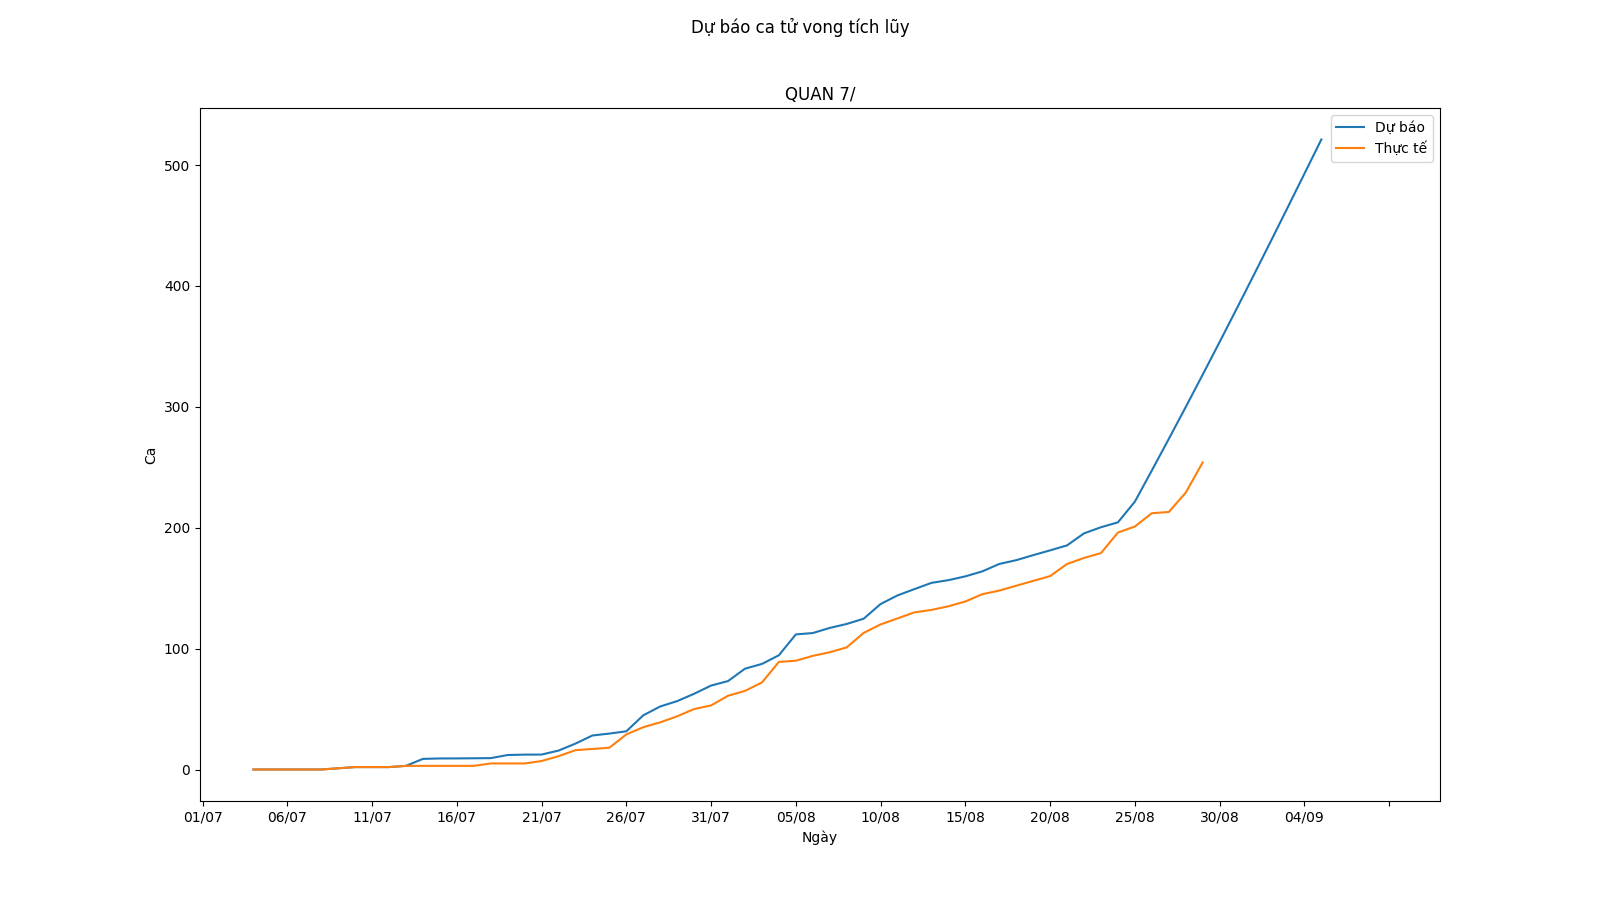 Dự báo ca tử vong tích lũy
QUAN 7/
Dự báo
Thực tế
500
400
300
200
100
0
Ca
01/07 06/07 11/07 16/07 21/07 26/07 31/07 05/08 10/08 15/08 20/08 25/08 30/08 04/09
Ngày